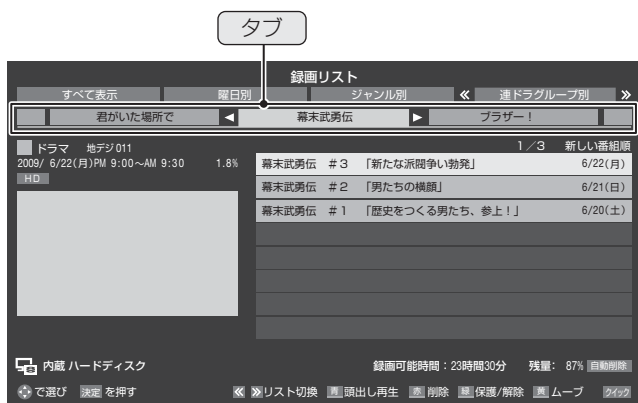 タブ
録画リスト
すべて表示 曜日別 ジャンル別 ≪ 連ドラグループ別 ≫
君がいた場所で ◀ 幕末武勇伝 ▶ ブラザー！
ドラマ 地デジ011 1／3 新しい番組順
2009/ 6/22(月)PM 9:00～AM 9:30 1.8%
HD
幕末武勇伝 ＃3 「新たな派閥争い勃発」 6/22(月)
幕末武勇伝 ＃2 「男たちの横顔」 6/21(日)
幕末武勇伝 ＃1 「歴史をつくる男たち、参上！」 6/20(土)
内蔵 ハードディスク 録画可能時間：23時間30分 残量： 87% 自動削除
で選び 決定 を押す ≪ ≫リスト切換 青 頭出し再生 赤 削除 緑 保護/解除 黄 ムーブ クイック